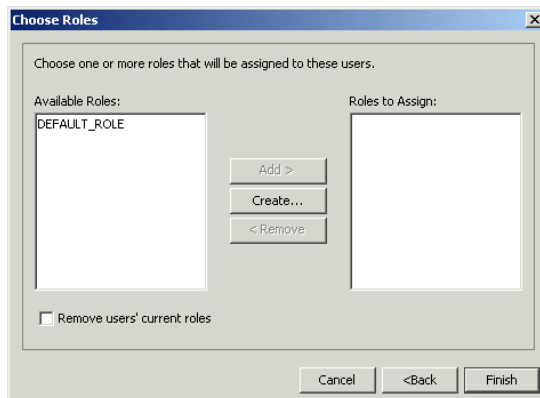 Choose Roles
Choose one or more roles that will be assigned to these users.
Available Roles:
Roles to Assign:
DEFAULT_ROLE
Add >
Create...
< Remove
Remove users' current roles
Cancel
<Back
Finish